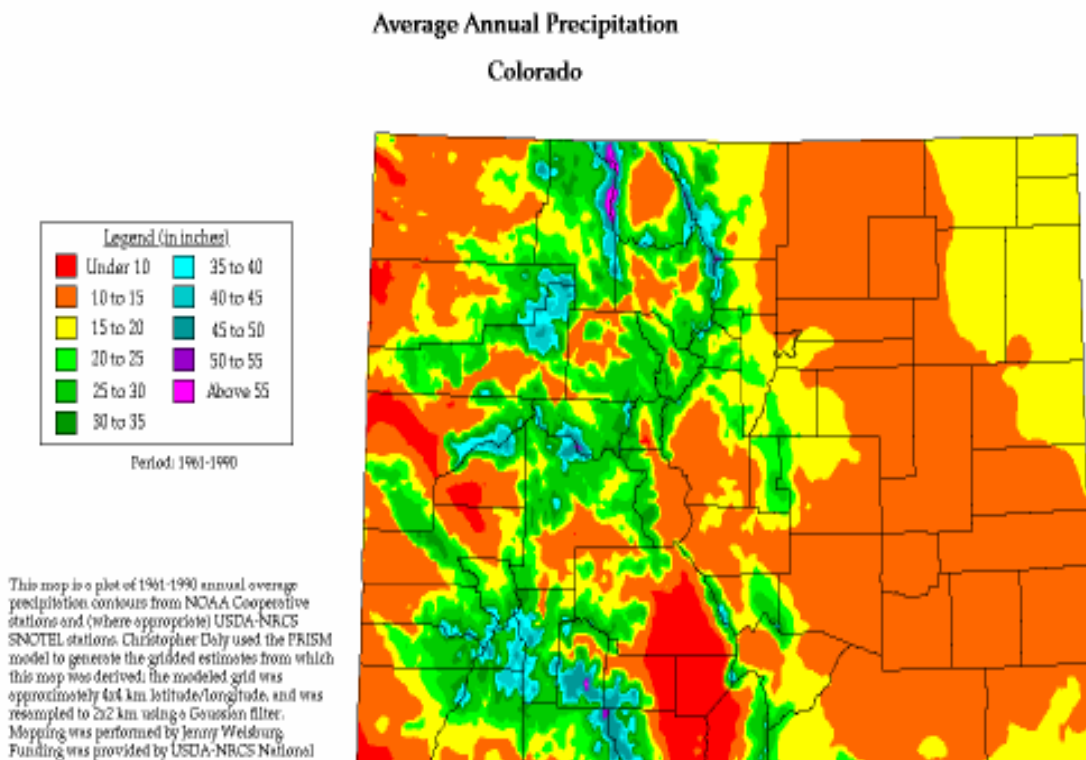 Average Annual Precipitation
Colorado
Legend (in inches)
Under 10
35 to 40
10 to 15
40 to 45
15 to 20
45 to 50
20 to 25
50 to 55
25 to 30
Above 55
30 to 35
Period: 1961-1990
This map is a plot of 1961-1990 annual average
precipitation contours from NOAA Cooperative
stations and (where appropriate) USDA-NRCS
SNOTEL stations. Christopher Daly used the PRISM
model to generate the gridded estimates from which
this map was derived; the modeled grid was
approximately 4x4 km latitude/longitude, and was
resampled to 2x2 km using a Gaussian filter.
Mapping was performed by Jenny Weisburg.
Funding was provided by USDA-NRCS National